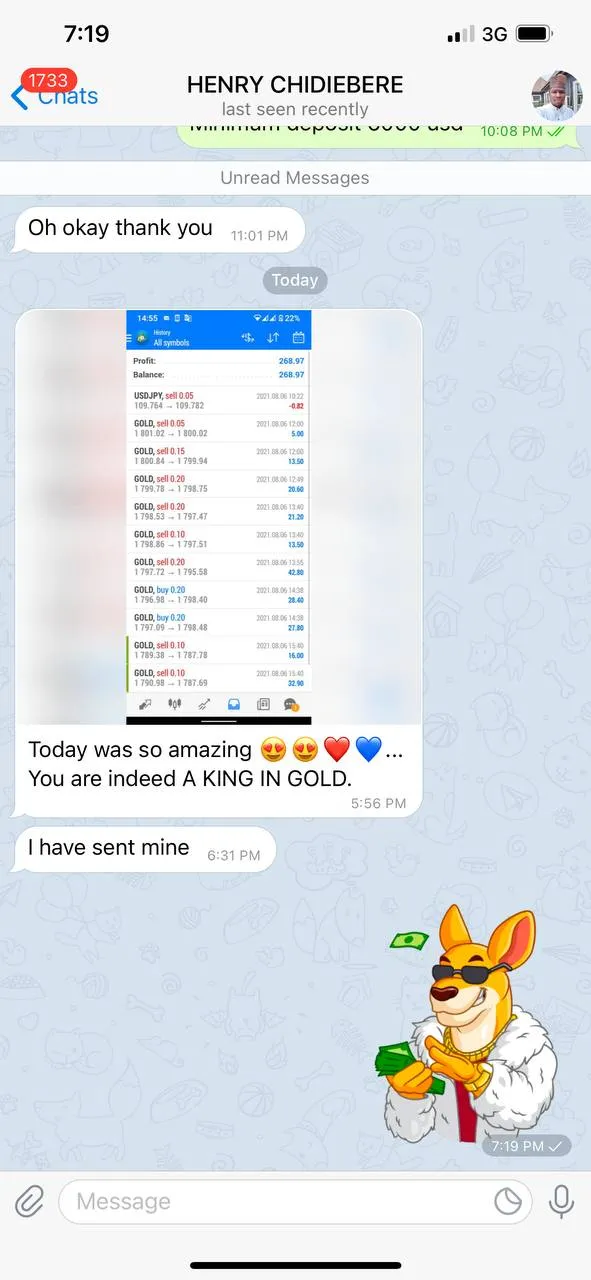 7:19
3G
1733
Chats
HENRY CHIDIEBERE
last seen recently
Minimum deposit usd
10:08 PM
Unread Messages
Oh okay thank you
11:01 PM
Today
14:55
22%
History
All symbols
Profit: 268.97
Balance: 268.97
USDJPY, sell 0.05 2021.08.06 10:22
109.764 → 109.782 -0.82
GOLD, sell 0.05 2021.08.06 12:00
1 801.02 → 1 800.02 5.00
GOLD, sell 0.15 2021.08.06 12:00
1 800.84 → 1 799.94 13.50
GOLD, sell 0.20 2021.08.06 12:49
1 799.78 → 1 798.75 20.60
GOLD, sell 0.20 2021.08.06 13:40
1 798.53 → 1 797.47 21.20
GOLD, sell 0.10 2021.08.06 13:40
1 798.86 → 1 797.51 13.50
GOLD, sell 0.20 2021.08.06 13:55
1 797.72 → 1 795.58 42.80
GOLD, buy 0.20 2021.08.06 14:38
1 796.98 → 1 798.40 28.40
GOLD, buy 0.20 2021.08.06 14:38
1 797.09 → 1 798.48 27.80
GOLD, sell 0.10 2021.08.06 15:40
1 789.38 → 1 787.78 16.00
GOLD, sell 0.10 2021.08.06 15:40
1 790.98 → 1 787.69 32.90
Today was so amazing 😍 😍 ❤️ 💙 ...
You are indeed A KING IN GOLD.
5:56 PM
I have sent mine
6:31 PM
7:19 PM
Message